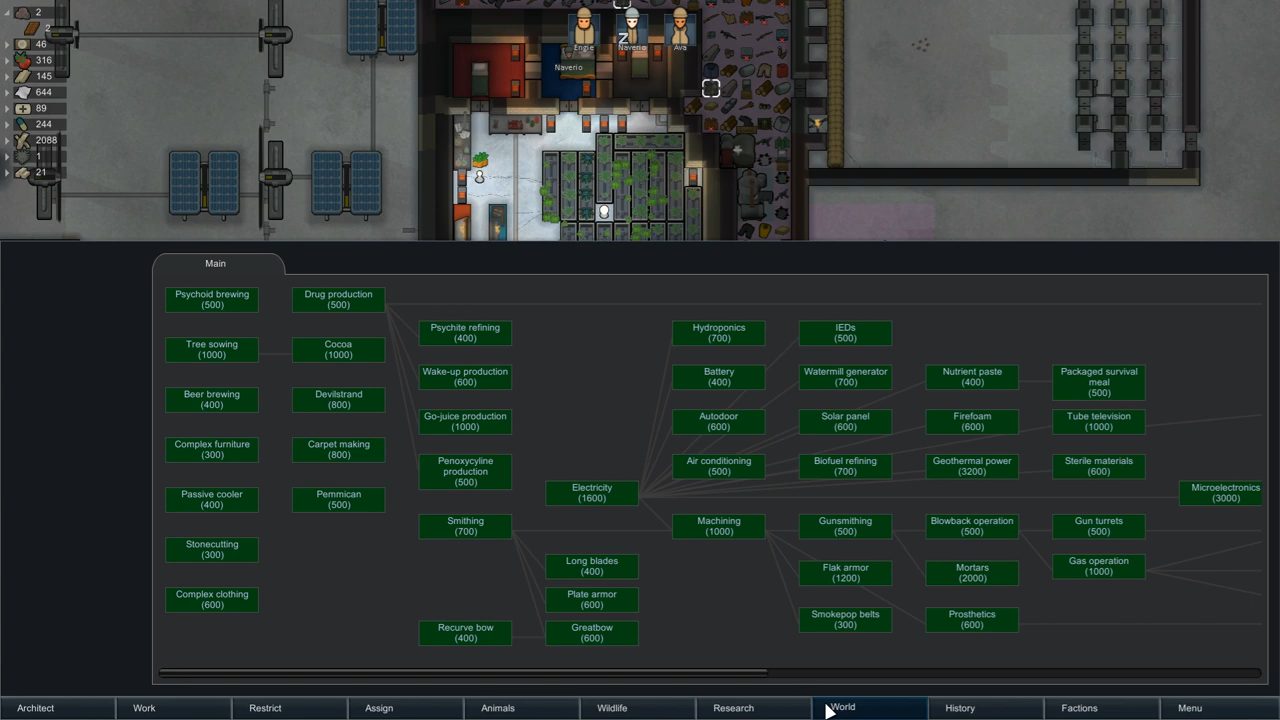 2
2
46
316
145
644
89
244
2088
1
21
Engie
Naverio
Ava
Z
Naverio
Main
Psychoid brewing
(500)
Drug production
(500)
Psychite refining
(400)
Hydroponics
(700)
IEDs
(500)
Tree sowing
(1000)
Cocoa
(1000)
Wake-up production
(600)
Battery
(400)
Watermill generator
(700)
Nutrient paste
(400)
Packaged survival
meal
(500)
Beer brewing
(400)
Devilstrand
(800)
Go-juice production
(1000)
Autodoor
(600)
Solar panel
(600)
Firefoam
(600)
Tube television
(1000)
Complex furniture
(300)
Carpet making
(800)
Penoxycyline
production
(500)
Air conditioning
(500)
Biofuel refining
(700)
Geothermal power
(3200)
Sterile materials
(600)
Passive cooler
(400)
Pemmican
(500)
Electricity
(1600)
Microelectronics
(3000)
Smithing
(700)
Machining
(1000)
Gunsmithing
(500)
Blowback operation
(500)
Gun turrets
(500)
Stonecutting
(300)
Long blades
(400)
Flak armor
(1200)
Mortars
(2000)
Gas operation
(1000)
Complex clothing
(600)
Plate armor
(600)
Smokepop belts
(300)
Prosthetics
(600)
Recurve bow
(400)
Greatbow
(600)
Architect
Work
Restrict
Assign
Animals
Wildlife
Research
World
History
Factions
Menu